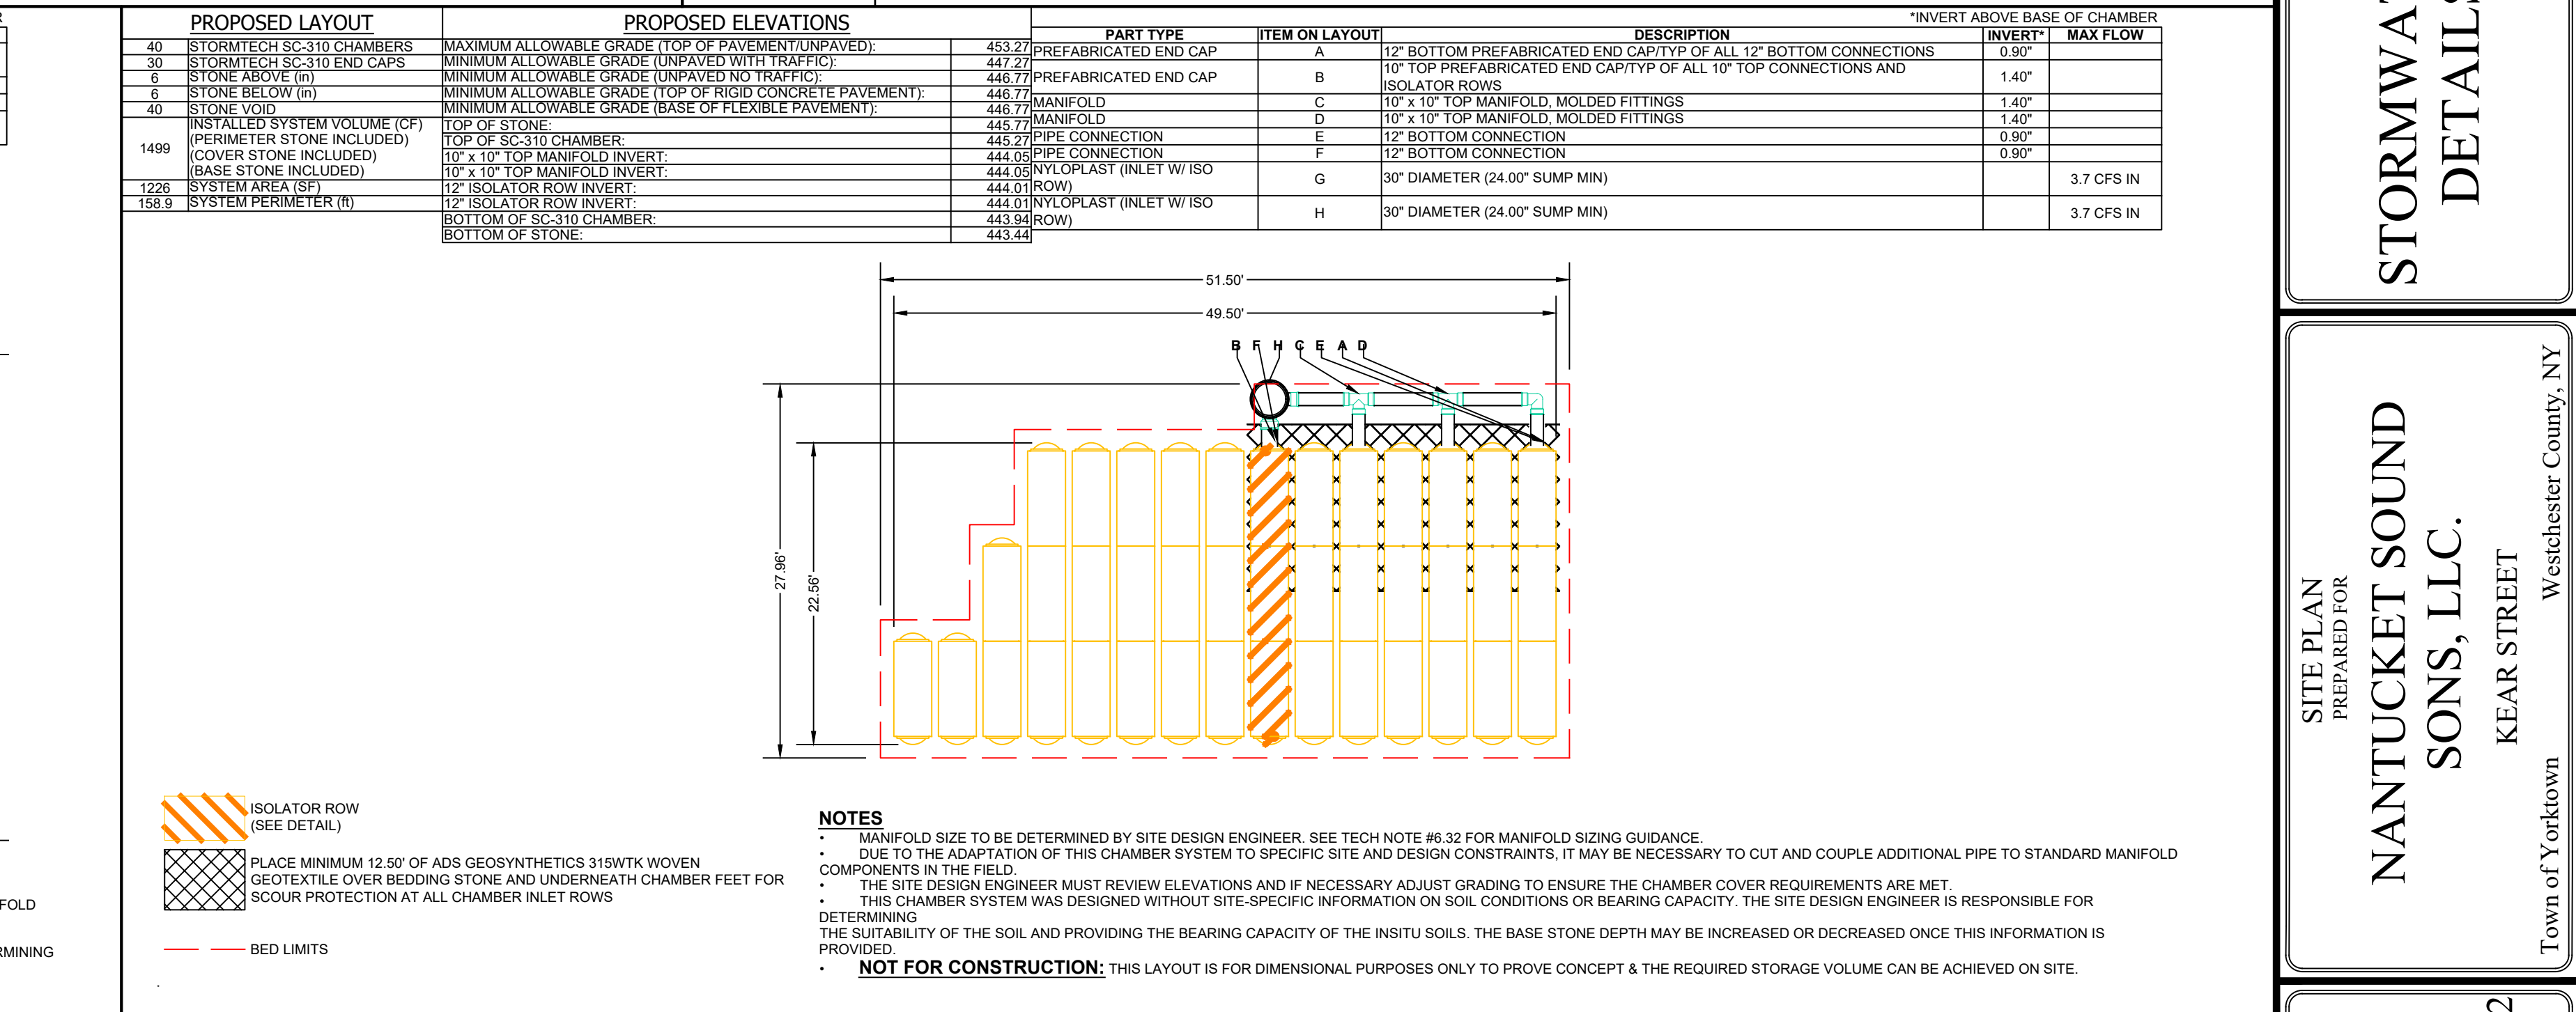 PROPOSED LAYOUT
40 STORMTECH SC-310 CHAMBERS
30 STORMTECH SC-310 END CAPS
6 STONE ABOVE (in)
6 STONE BELOW (in)
40 STONE VOID
1499 INSTALLED SYSTEM VOLUME (CF)
(PERIMETER STONE INCLUDED)
(COVER STONE INCLUDED)
(BASE STONE INCLUDED)
1226 SYSTEM AREA (SF)
158.9 SYSTEM PERIMETER (ft)
PROPOSED ELEVATIONS
MAXIMUM ALLOWABLE GRADE (TOP OF PAVEMENT/UNPAVED): 453.27
MINIMUM ALLOWABLE GRADE (UNPAVED WITH TRAFFIC): 447.27
MINIMUM ALLOWABLE GRADE (UNPAVED NO TRAFFIC): 446.77
MINIMUM ALLOWABLE GRADE (TOP OF RIGID CONCRETE PAVEMENT): 446.77
MINIMUM ALLOWABLE GRADE (BASE OF FLEXIBLE PAVEMENT): 446.77
TOP OF STONE: 445.77
TOP OF SC-310 CHAMBER: 445.27
10" x 10" TOP MANIFOLD INVERT: 444.05
10" x 10" TOP MANIFOLD INVERT: 444.05
12" ISOLATOR ROW INVERT: 444.01
12" ISOLATOR ROW INVERT: 444.01
BOTTOM OF SC-310 CHAMBER: 443.94
BOTTOM OF STONE: 443.44
*INVERT ABOVE BASE OF CHAMBER
PART TYPE ITEM ON LAYOUT DESCRIPTION INVERT* MAX FLOW
PREFABRICATED END CAP A 12" BOTTOM PREFABRICATED END CAP/TYP OF ALL 12" BOTTOM CONNECTIONS 0.90"
PREFABRICATED END CAP B 10" TOP PREFABRICATED END CAP/TYP OF ALL 10" TOP CONNECTIONS AND
ISOLATOR ROWS 1.40"
MANIFOLD C 10" x 10" TOP MANIFOLD, MOLDED FITTINGS 1.40"
MANIFOLD D 10" x 10" TOP MANIFOLD, MOLDED FITTINGS 1.40"
PIPE CONNECTION E 12" BOTTOM CONNECTION 0.90"
PIPE CONNECTION F 12" BOTTOM CONNECTION 0.90"
NYLOPLAST (INLET W/ ISO
ROW) G 30" DIAMETER (24.00" SUMP MIN) 3.7 CFS IN
NYLOPLAST (INLET W/ ISO
ROW) H 30" DIAMETER (24.00" SUMP MIN) 3.7 CFS IN
51.50'
49.50'
B F H C E A D
27.96'
22.56'
ISOLATOR ROW
(SEE DETAIL)
PLACE MINIMUM 12.50' OF ADS GEOSYNTHETICS 315WTK WOVEN
GEOTEXTILE OVER BEDDING STONE AND UNDERNEATH CHAMBER FEET FOR
SCOUR PROTECTION AT ALL CHAMBER INLET ROWS
BED LIMITS
NOTES
• MANIFOLD SIZE TO BE DETERMINED BY SITE DESIGN ENGINEER. SEE TECH NOTE #6.32 FOR MANIFOLD SIZING GUIDANCE.
• DUE TO THE ADAPTATION OF THIS CHAMBER SYSTEM TO SPECIFIC SITE AND DESIGN CONSTRAINTS, IT MAY BE NECESSARY TO CUT AND COUPLE ADDITIONAL PIPE TO STANDARD MANIFOLD
COMPONENTS IN THE FIELD.
• THE SITE DESIGN ENGINEER MUST REVIEW ELEVATIONS AND IF NECESSARY ADJUST GRADING TO ENSURE THE CHAMBER COVER REQUIREMENTS ARE MET.
• THIS CHAMBER SYSTEM WAS DESIGNED WITHOUT SITE-SPECIFIC INFORMATION ON SOIL CONDITIONS OR BEARING CAPACITY. THE SITE DESIGN ENGINEER IS RESPONSIBLE FOR
DETERMINING
THE SUITABILITY OF THE SOIL AND PROVIDING THE BEARING CAPACITY OF THE INSITU SOILS. THE BASE STONE DEPTH MAY BE INCREASED OR DECREASED ONCE THIS INFORMATION IS
PROVIDED.
• NOT FOR CONSTRUCTION: THIS LAYOUT IS FOR DIMENSIONAL PURPOSES ONLY TO PROVE CONCEPT & THE REQUIRED STORAGE VOLUME CAN BE ACHIEVED ON SITE.
FOLD
RMINING
STORMWAT
DETAILS
SITE PLAN
PREPARED FOR
NANTUCKET SOUND
SONS, LLC.
KEAR STREET
Town of Yorktown Westchester County, NY
2